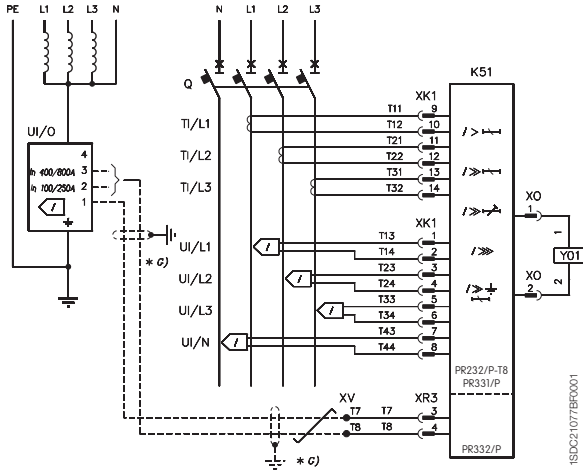 PE L1 L2 L3 N
N L1 L2 L3
Q
K51
XK1
UI/O
TI/L1
TI/L2
TI/L3
T11 9
T12 10
T21 11
T22 12
T31 13
T32 14
I >
I ≫
I ≫
I ⋙
I ≫
4
In 400/800A 3
In 100/250A 2
1
I
* G)
XK1
UI/L1
UI/L2
UI/L3
UI/N
I
I
I
I
T13 1
T14 2
T23 3
T24 4
T33 5
T34 6
T43 7
T44 8
XO
1
1
YO1
2
XO
2
PR232/P-T8
PR331/P
XV
XR3
T7 T7 3
T8 T8 4
PR332/P
* G)
1SDC21077BF0001